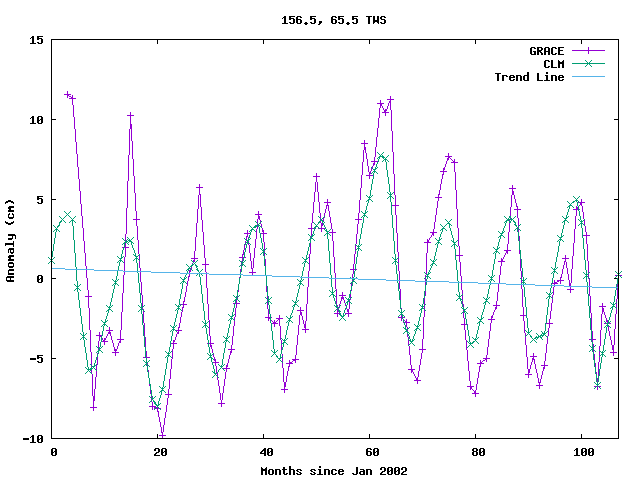 156.5, 65.5 TWS
GRACE
CLM
Trend Line
Anomaly (cm)
15
10
5
0
-5
-10
0 20 40 60 80 100
Months since Jan 2002